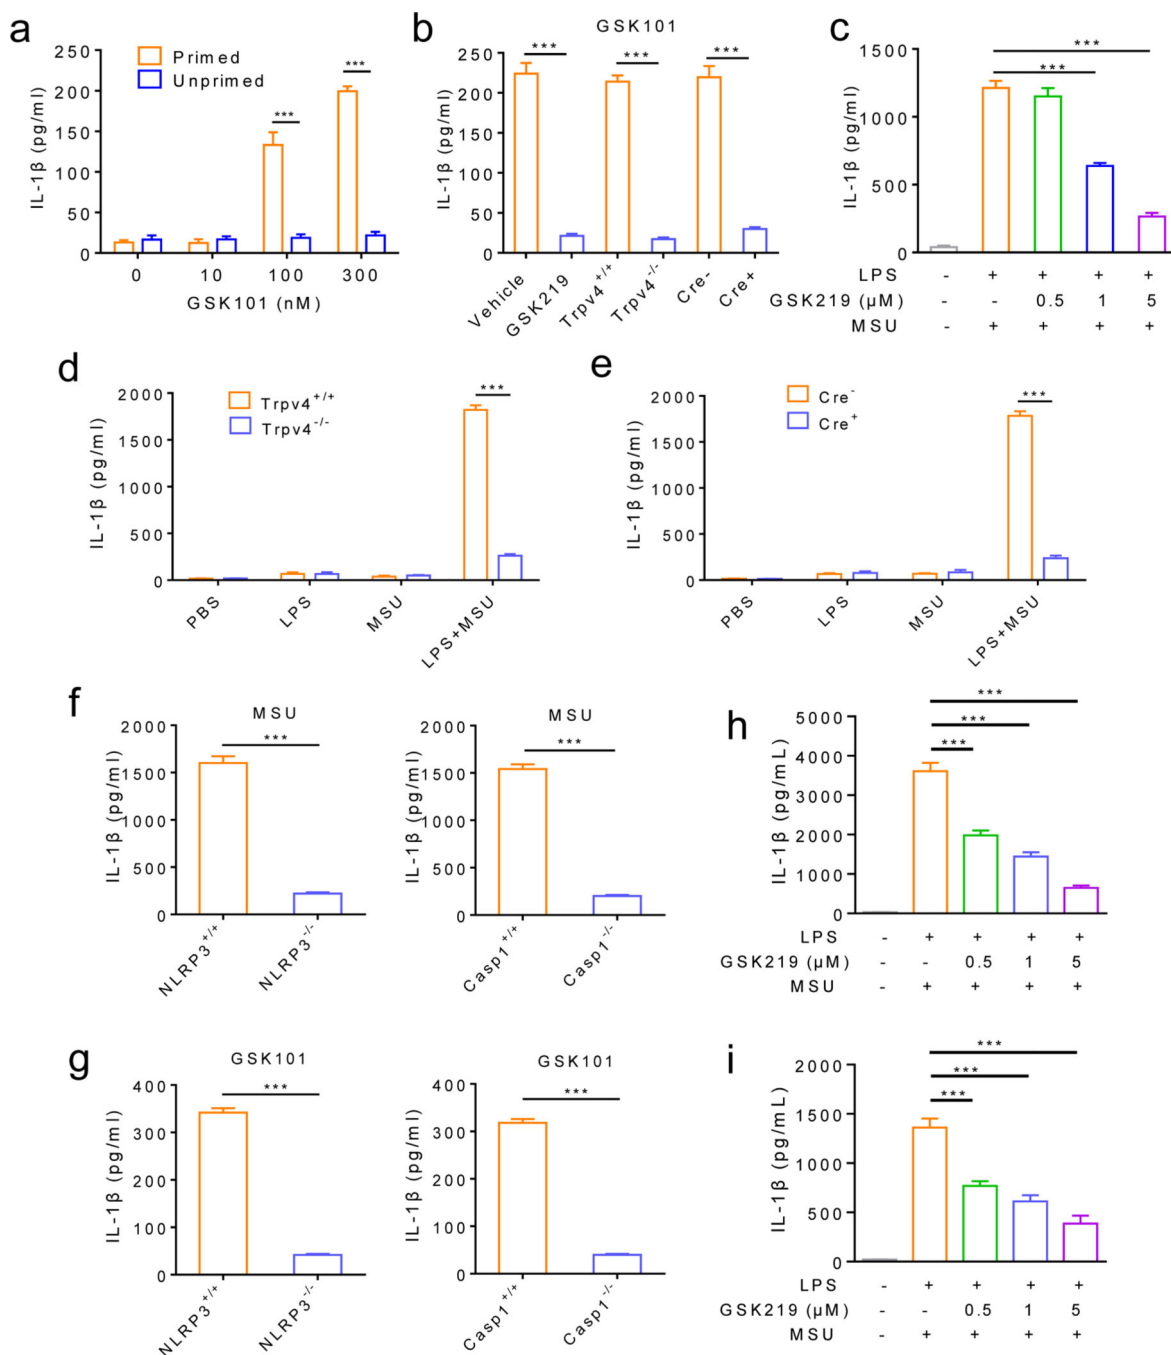 a
Primed
Unprimed
IL-1β (pg/ml)
250
200
150
100
50
0
***
***
0 10 100 300
GSK101 (nM)
b
GSK101
IL-1β (pg/ml)
250
200
150
100
50
0
*** *** ***
Vehicle
GSK219
Trpv4+/+
Trpv4-/-
Cre-
Cre+
c
IL-1β (pg/ml)
1500
1000
500
0
***
***
LPS - + + + +
GSK219 (µM) - - 0.5 1 5
MSU - + + + +
d
Trpv4+/+
Trpv4-/-
IL-1β (pg/ml)
2000
1500
1000
500
0
***
PBS
LPS
MSU
LPS+MSU
e
Cre-
Cre+
IL-1β (pg/ml)
2000
1500
1000
500
0
***
PBS
LPS
MSU
LPS+MSU
f
MSU
IL-1β (pg/ml)
2000
1500
1000
500
0
***
NLRP3+/+
NLRP3-/-
MSU
IL-1β (pg/ml)
2000
1500
1000
500
0
***
Casp1+/+
Casp1-/-
h
IL-1β (pg/mL)
5000
4000
3000
2000
1000
0
***
***
***
LPS - + + + +
GSK219 (µM) - - 0.5 1 5
MSU - + + + +
g
GSK101
IL-1β (pg/ml)
400
300
200
100
0
***
NLRP3+/+
NLRP3-/-
GSK101
IL-1β (pg/ml)
400
300
200
100
0
***
Casp1+/+
Casp1-/-
i
IL-1β (pg/mL)
2000
1500
1000
500
0
***
***
***
LPS - + + + +
GSK219 (µM) - - 0.5 1 5
MSU - + + + +